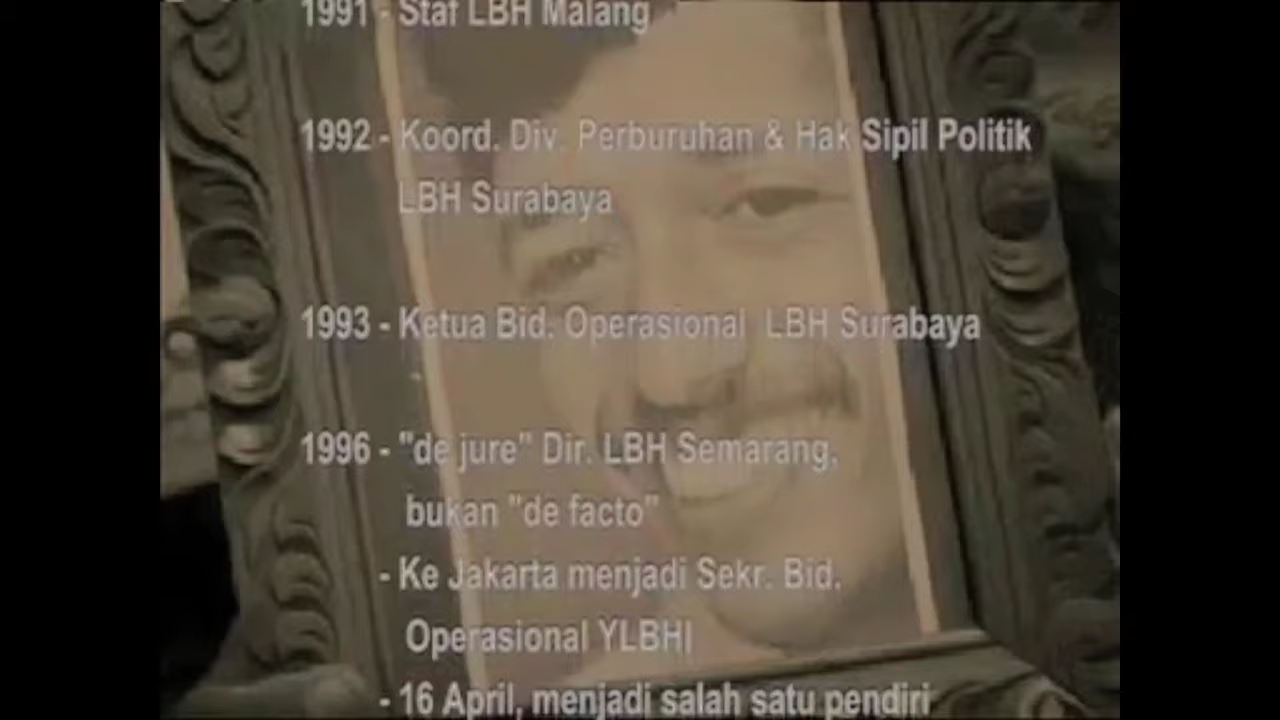 1991 - Staf LBH Malang
1992 - Koord. Div. Perburuhan & Hak Sipil Politik
LBH Surabaya
1993 - Ketua Bid. Operasional LBH Surabaya
1996 - "de jure" Dir. LBH Semarang,
bukan "de facto"
- Ke Jakarta menjadi Sekr. Bid.
Operasional YLBHI
- 16 April, menjadi salah satu pendiri